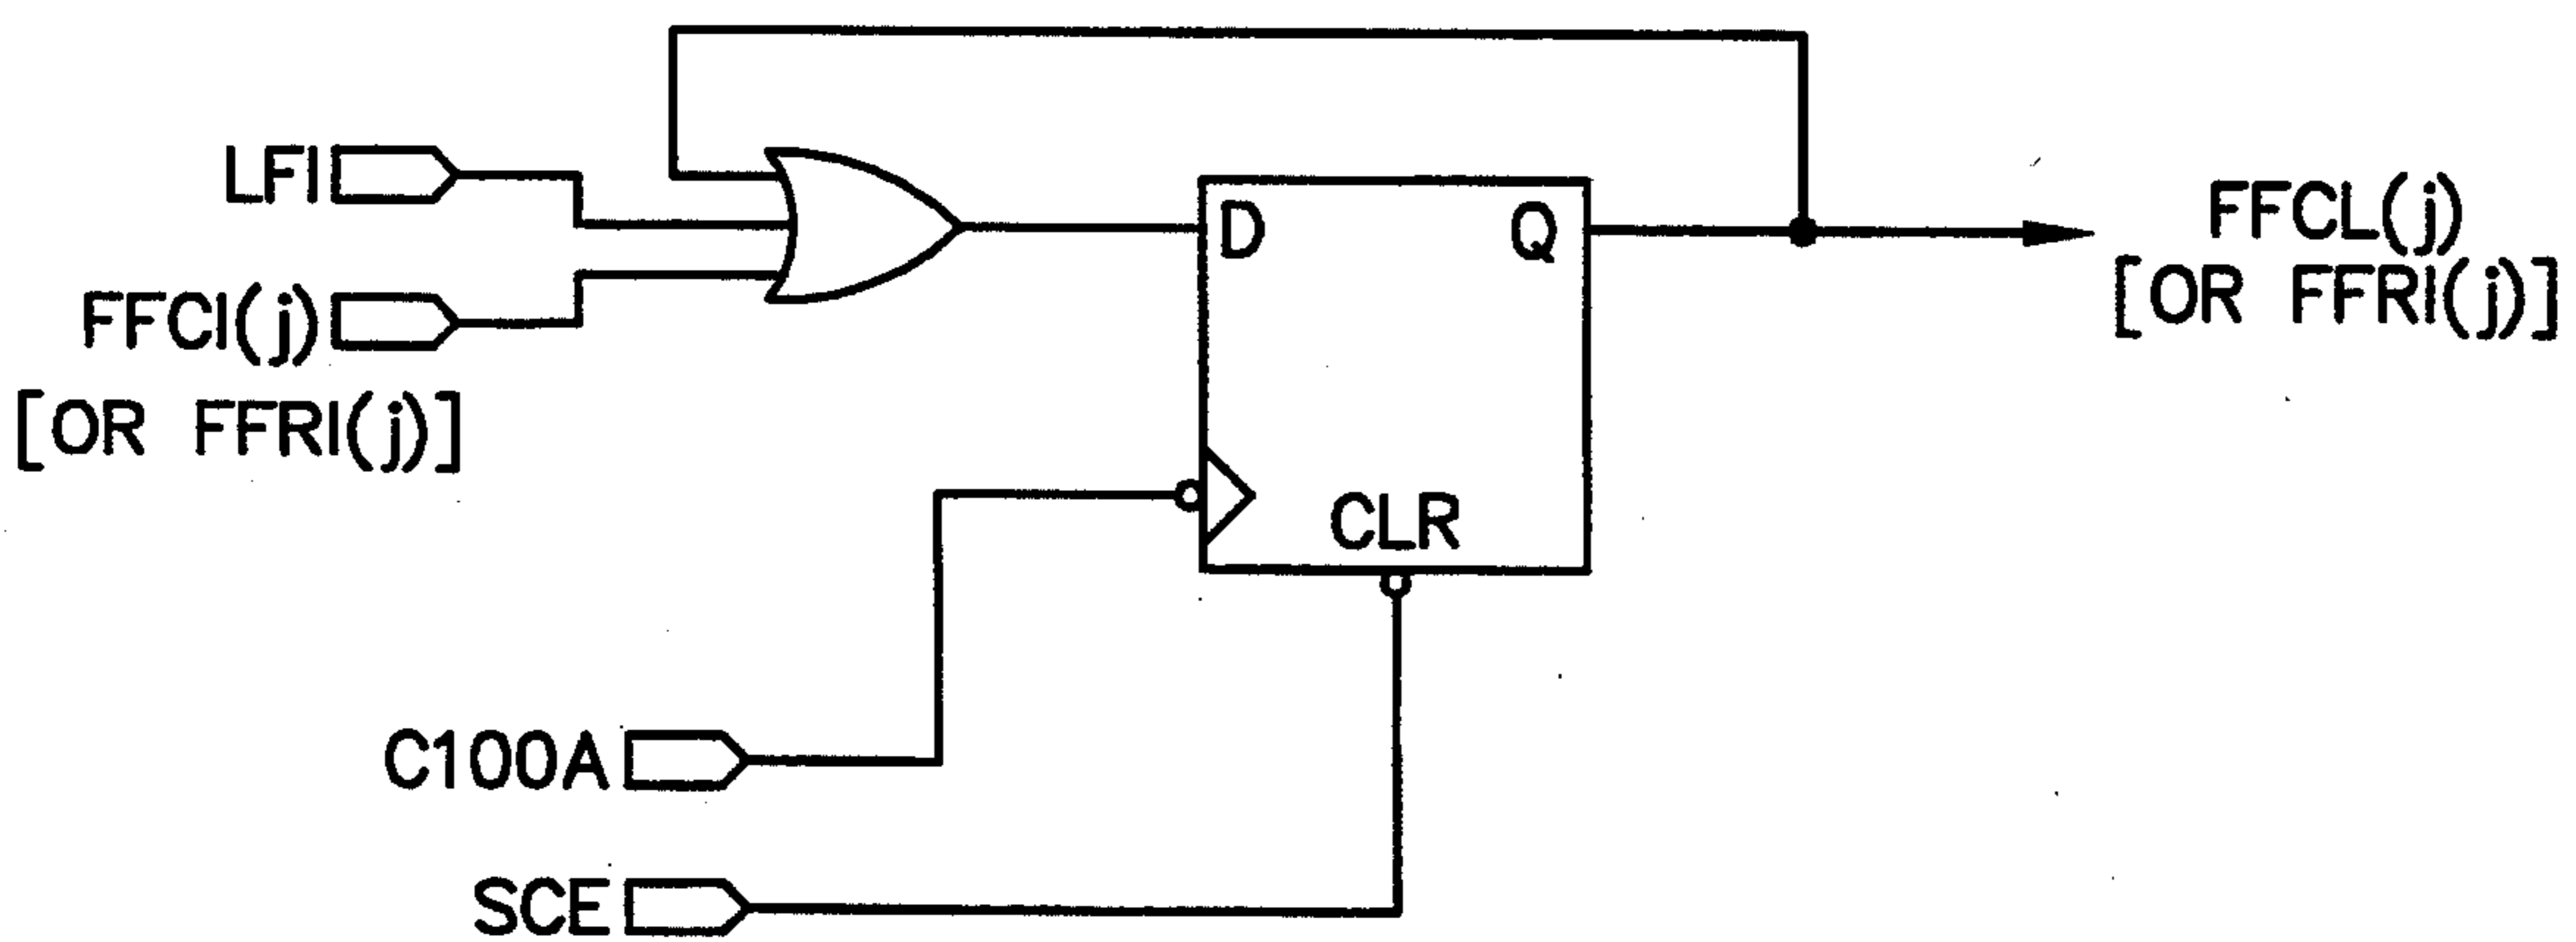 LFI
FFCI(j)
[OR FFRI(j)]
D
Q
CLR
FFCL(j)
[OR FFRI(j)]
C100A
SCE